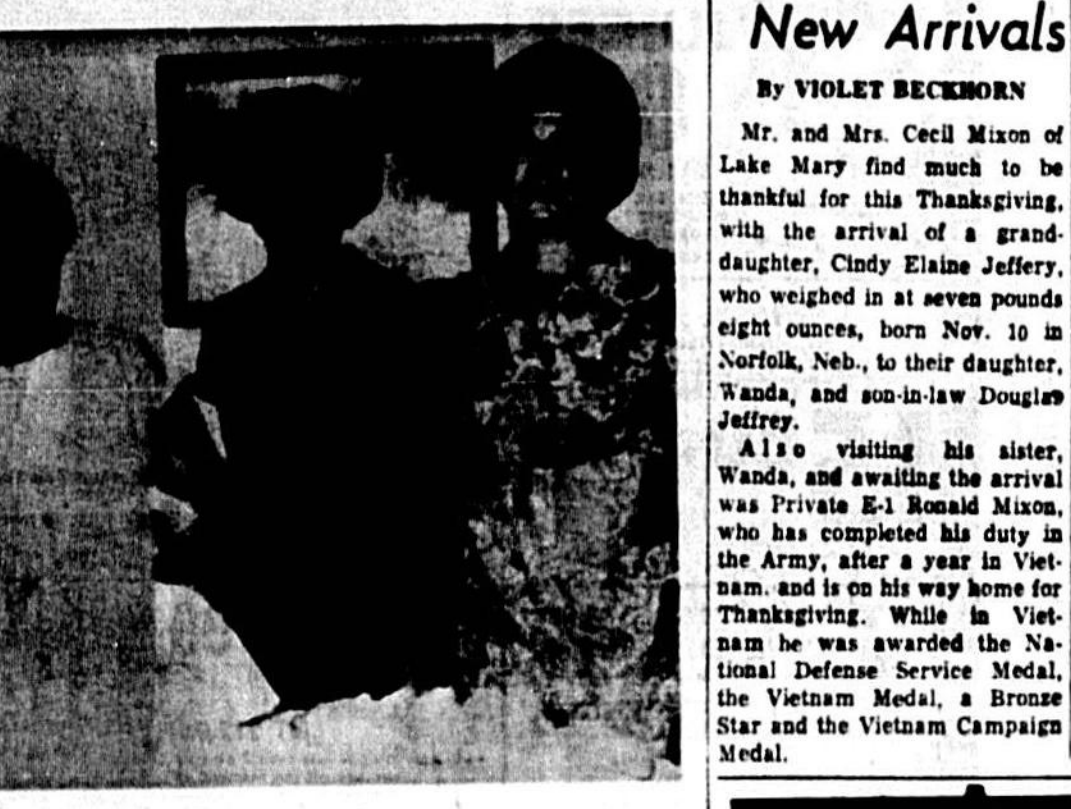 New Arrivals
By VIOLET BECKHORN
Mr. and Mrs. Cecil Mixon of
Lake Mary find much to be
thankful for this Thanksgiving,
with the arrival of a grand-
daughter, Cindy Elaine Jeffery,
who weighed in at seven pounds
eight ounces, born Nov. 10 in
Norfolk, Neb., to their daughter,
Wanda, and son-in-law Douglas
Jeffrey.
Also visiting his sister,
Wanda, and awaiting the arrival
was Private E-1 Ronald Mixon,
who has completed his duty in
the Army, after a year in Viet-
nam. and is on his way home for
Thanksgiving. While in Viet-
nam he was awarded the Na-
tional Defense Service Medal,
the Vietnam Medal, a Bronze
Star and the Vietnam Campaign
Medal.